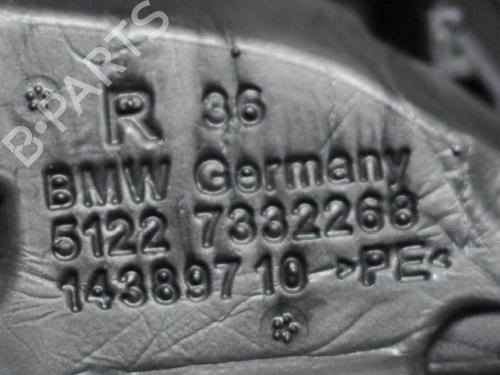 B-PARTS
R 36
BMW Germany
5122 7332268
14389710 >PE<